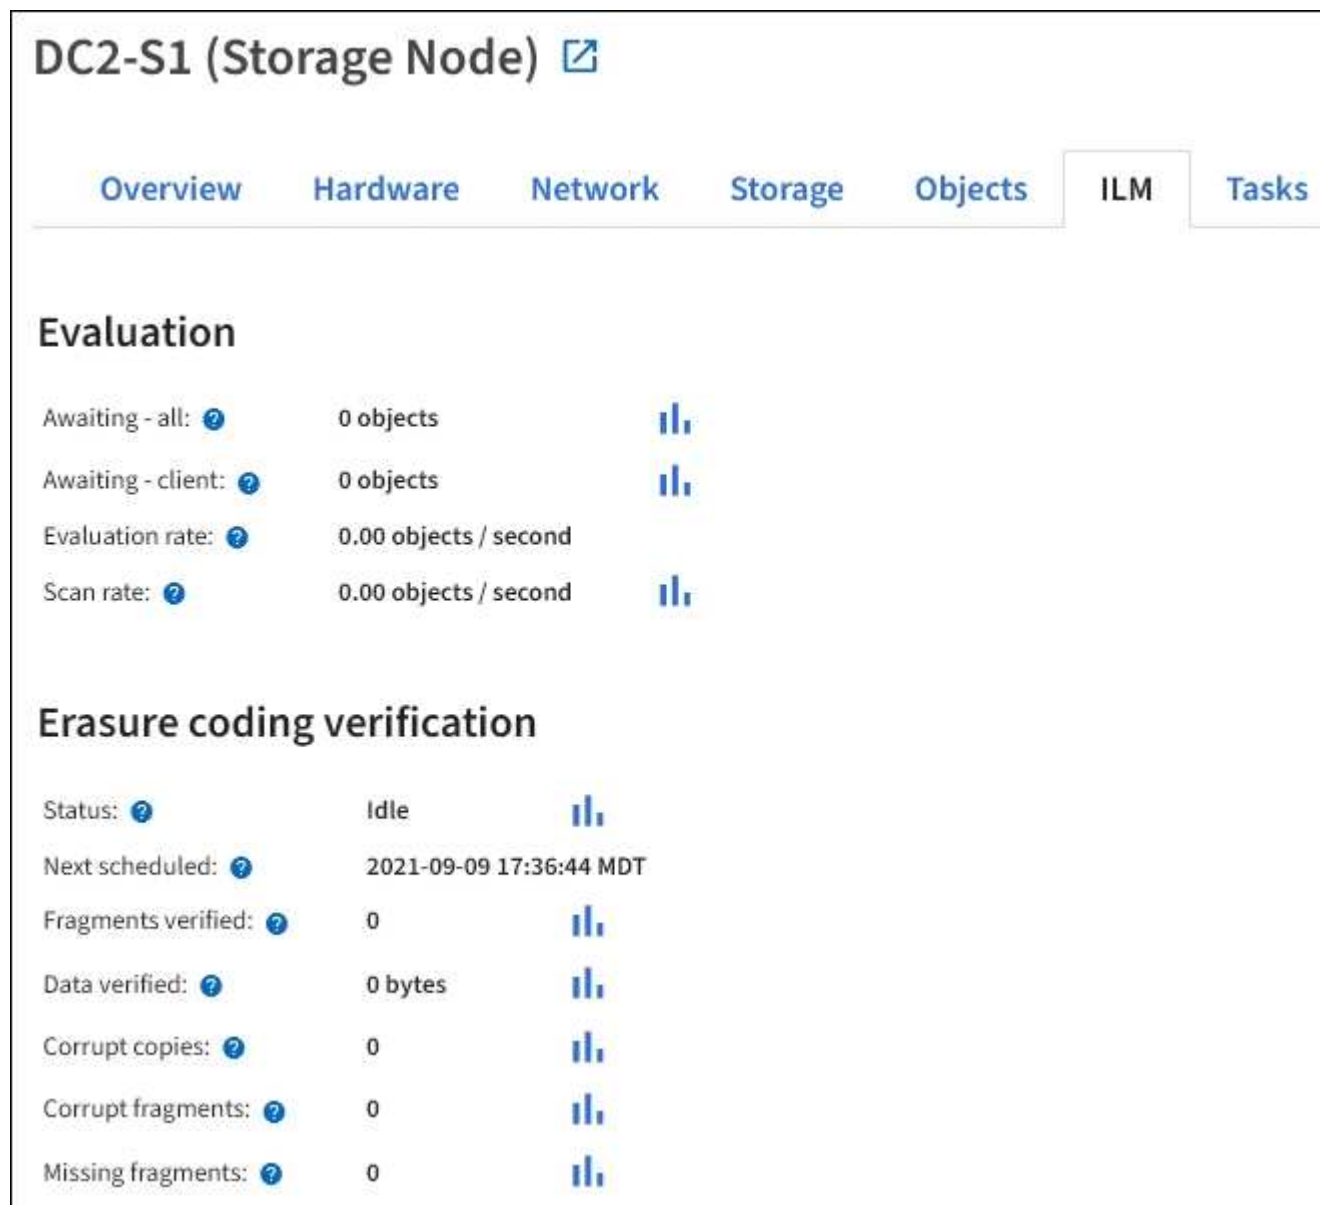 DC2-S1 (Storage Node)
Overview Hardware Network Storage Objects ILM Tasks
Evaluation
Awaiting - all: 0 objects
Awaiting - client: 0 objects
Evaluation rate: 0.00 objects / second
Scan rate: 0.00 objects / second
Erasure coding verification
Status: Idle
Next scheduled: 2021-09-09 17:36:44 MDT
Fragments verified: 0
Data verified: 0 bytes
Corrupt copies: 0
Corrupt fragments: 0
Missing fragments: 0